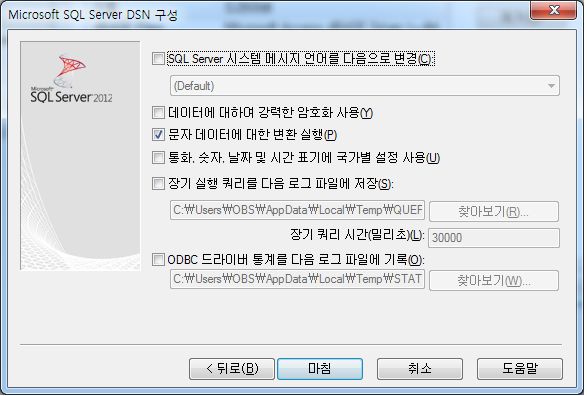 Microsoft SQL Server DSN 구성
Microsoft
SQL Server 2012
SQL Server 시스템 메시지 언어를 다음으로 변경(C):
(Default)
데이터에 대하여 강력한 암호화 사용(Y)
문자 데이터에 대한 변환 실행(P)
통화, 숫자, 날짜 및 시간 표기에 국가별 설정 사용(U)
장기 실행 쿼리를 다음 로그 파일에 저장(S):
C:₩Users₩OBS₩AppData₩Local₩Temp₩QUEF
찾아보기(R)...
장기 쿼리 시간(밀리초)(L):
30000
ODBC 드라이버 통계를 다음 로그 파일에 기록(O):
C:₩Users₩OBS₩AppData₩Local₩Temp₩STAT
찾아보기(W)...
< 뒤로(B)
마침
취소
도움말